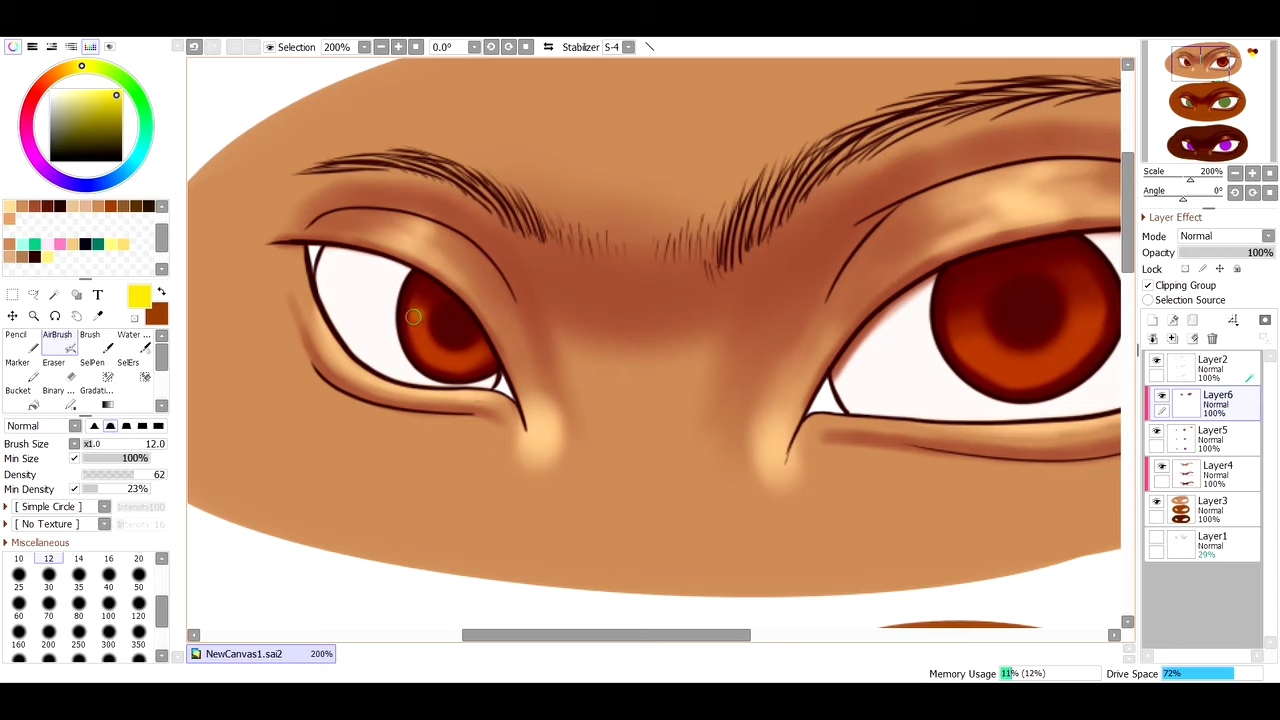 Selection 200% 0.0° Stabilizer S-4
Scale 200%
Angle 0°
Layer Effect
Mode Normal
Opacity 100%
Lock
Clipping Group
Selection Source
T
Pencil AirBrush Brush Water ...
Marker Eraser SelPen SelErs
Bucket Binary ... Gradati...
Normal
Brush Size x1.0 12.0
Min Size 100%
Density 62
Min Density 23%
[ Simple Circle ] Intensity 100
[ No Texture ] Intensity 16
Miscellaneous
10 12 14 16 20
25 30 35 40 50
60 70 80 100 120
160 200 250 300 350
Layer2
Normal
100%
Layer6
Normal
100%
Layer5
Normal
100%
Layer4
Normal
100%
Layer3
Normal
100%
Layer1
Normal
29%
NewCanvas1.sai2 200%
Memory Usage 11% (12%) Drive Space 72%